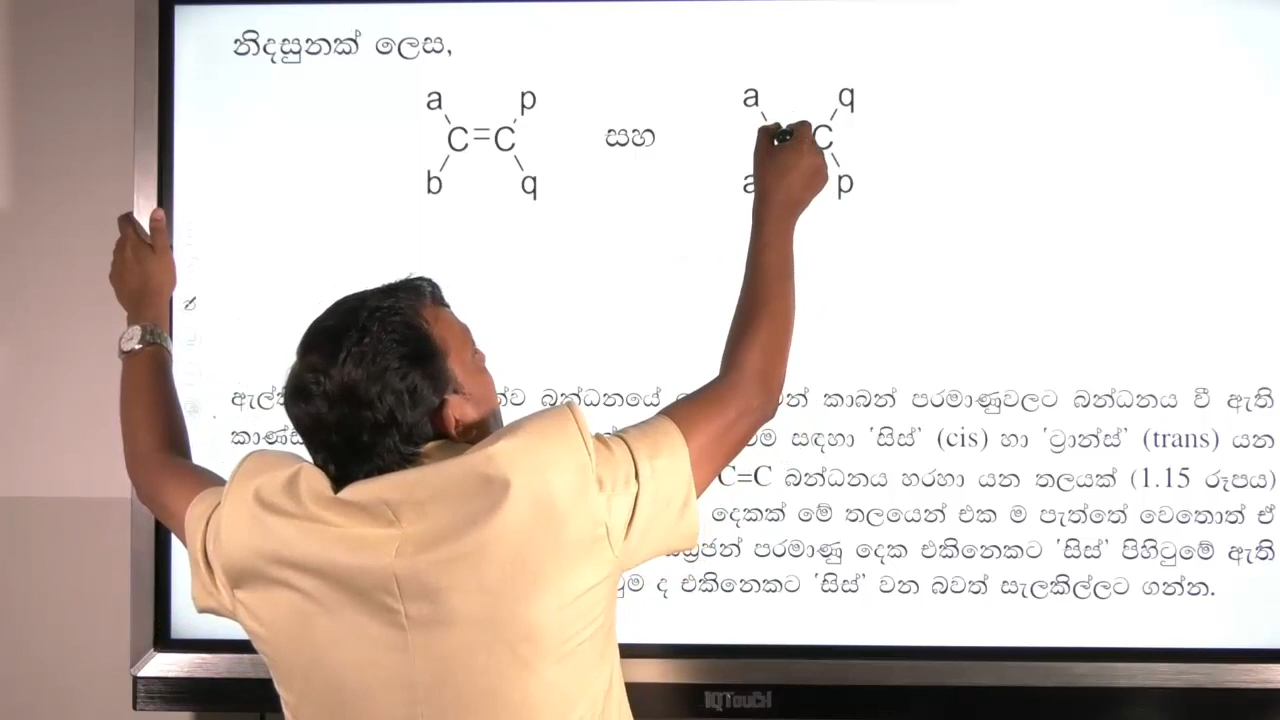 නිදසුනක් ලෙස,
a p a q
C=C සහ C
b q a p
බන්ධනයේ කාබන් පරමාණුවලට බන්ධනය වී ඇති
සඳහා ‘සිස්’ (cis) හා ‘ට්‍රාන්ස්’ (trans) යන
C=C බන්ධනය හරහා යන තලයක් (1.15 රූපය)
දෙකක් මේ තලයෙන් එක ම පැත්තේ වෙතොත් ඒ
පරමාණු දෙක එකිනෙකට ‘සිස්’ පිහිටුමේ ඇති
ද එකිනෙකට ‘සිස්’ වන බවත් සැලකිල්ලට ගන්න.
IQTouCH